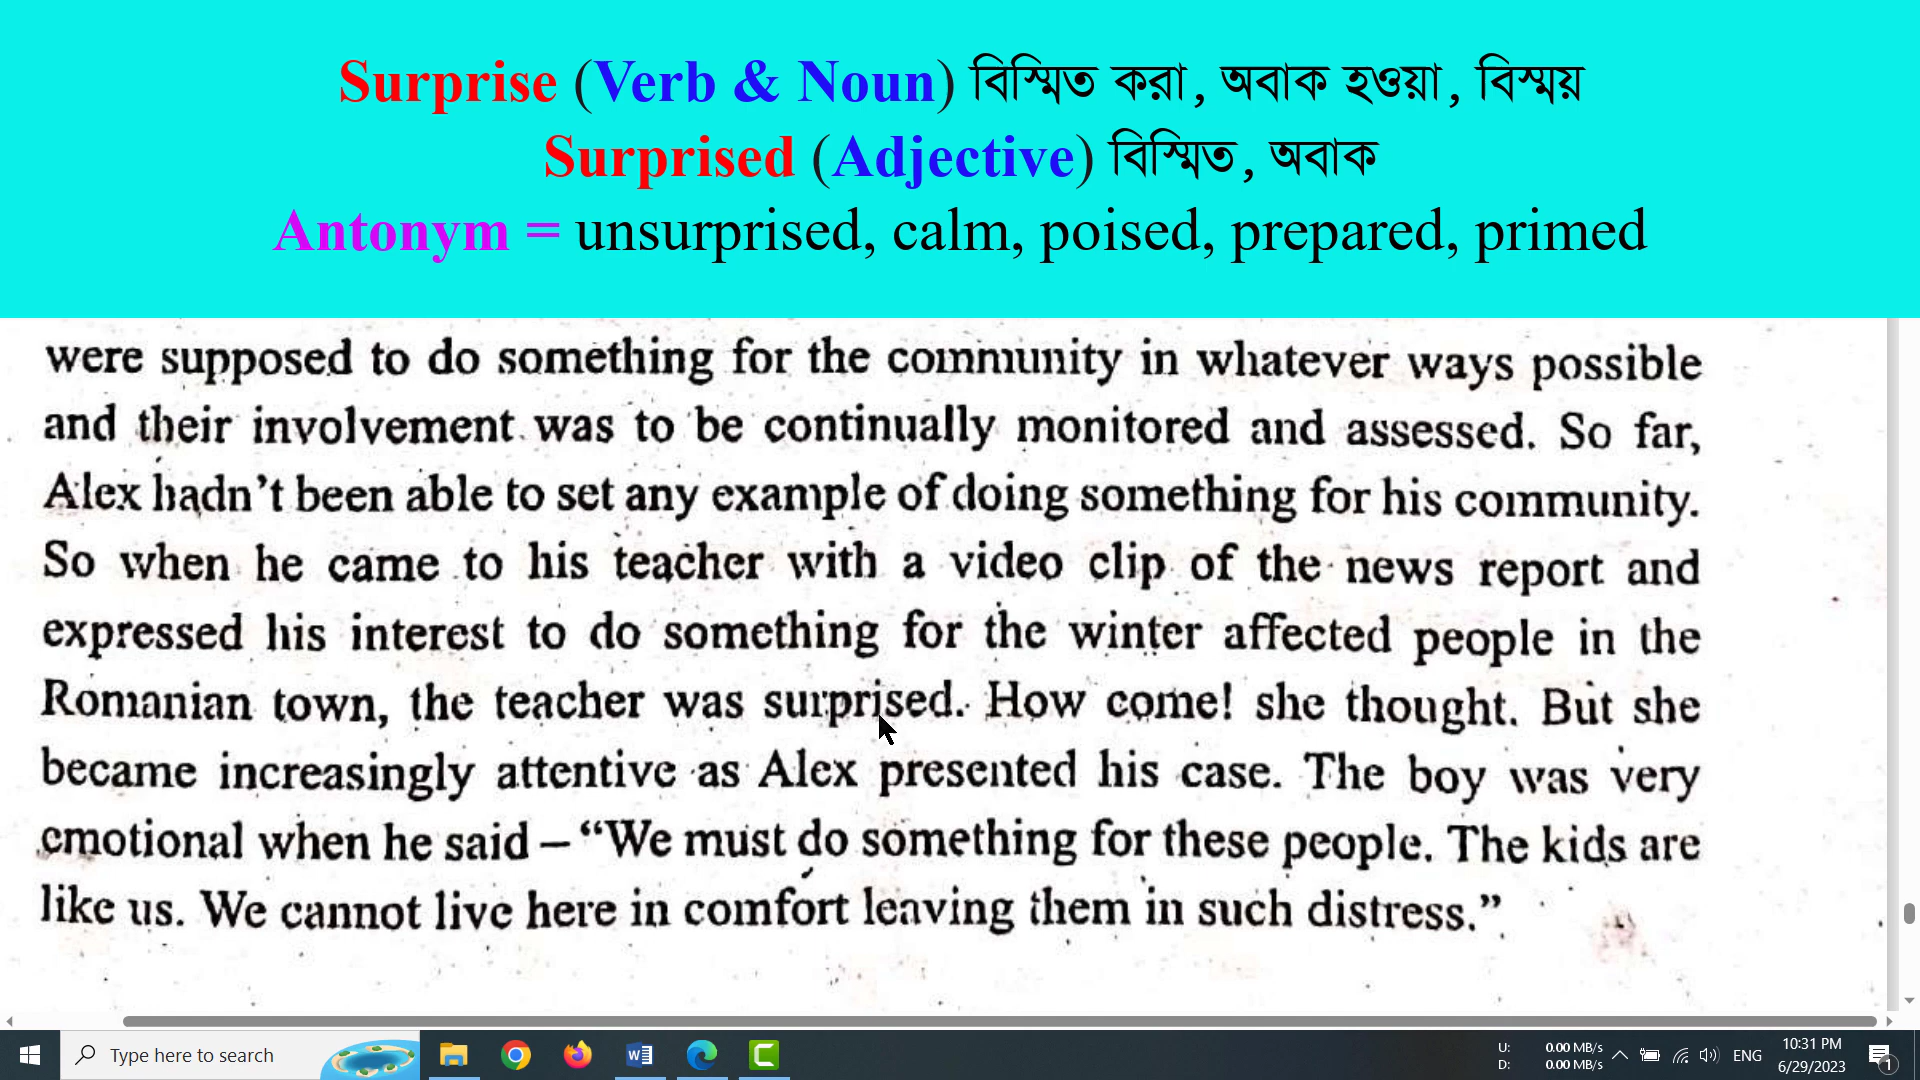 Surprise (Verb & Noun) বিস্মিত করা, অবাক হওয়া, বিস্ময়
Surprised (Adjective) বিস্মিত, অবাক
Antonym = unsurprised, calm, poised, prepared, primed
were supposed to do something for the community in whatever ways possible
and their involvement was to be continually monitored and assessed. So far,
Alex hadn't been able to set any example of doing something for his community.
So when he came to his teacher with a video clip of the news report and
expressed his interest to do something for the winter affected people in the
Romanian town, the teacher was surprised. How come! she thought. But she
became increasingly attentive as Alex presented his case. The boy was very
emotional when he said – “We must do something for these people. The kids are
like us. We cannot live here in comfort leaving them in such distress.”
Type here to search
U: 0.00 MB/s
D: 0.00 MB/s
ENG
10:31 PM
6/29/2023
1